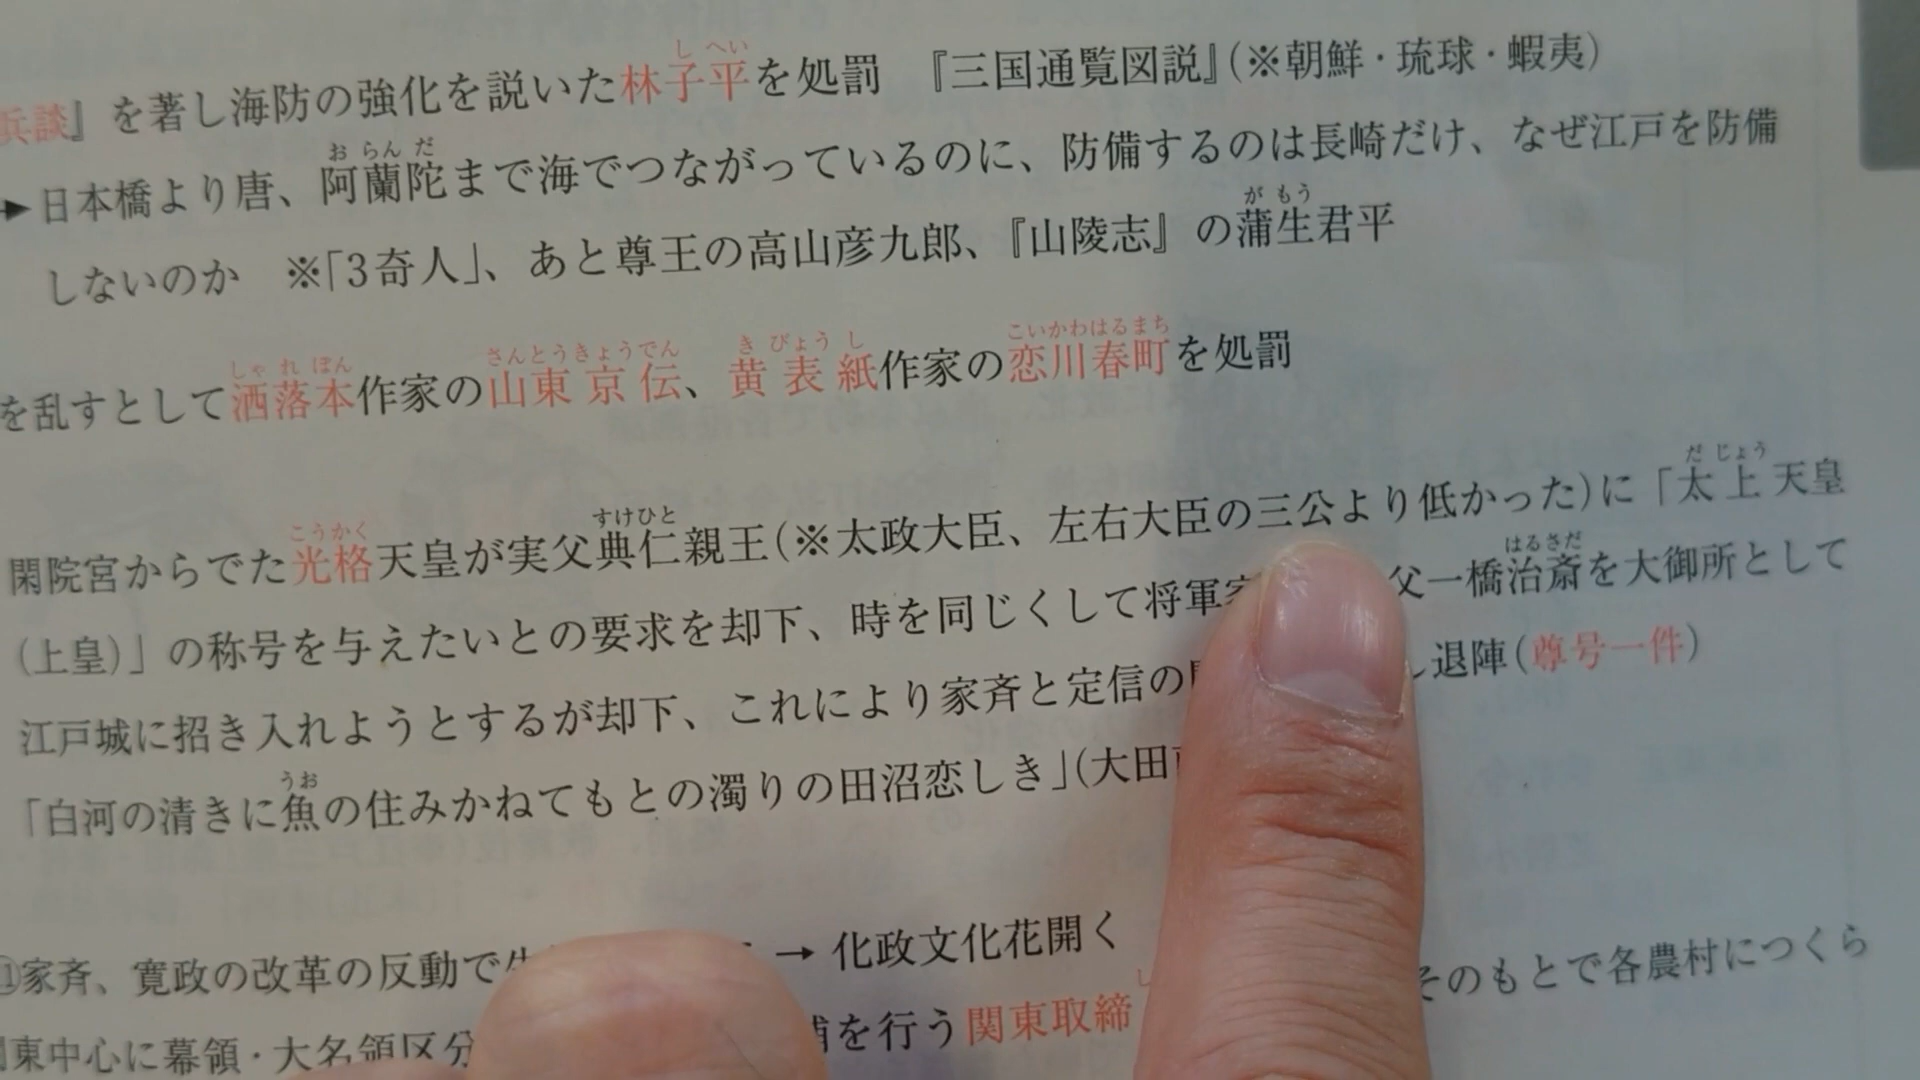 兵談』を著し海防の強化を説いた林子平を処罰　『三国通覧図説』(※朝鮮・琉球・蝦夷)
➔日本橋より唐、阿蘭陀まで海でつながっているのに、防備するのは長崎だけ、なぜ江戸を防備
しないのか　※「3奇人」、あと尊王の高山彦九郎、『山陵志』の蒲生君平
を乱すとして洒落本作家の山東京伝、黄表紙作家の恋川春町を処罰
閑院宮からでた光格天皇が実父典仁親王(※太政大臣、左右大臣の三公より低かった)に「太上天皇
(上皇)」の称号を与えたいとの要求を却下、時を同じくして将軍家 父一橋治斎を大御所として
江戸城に招き入れようとするが却下、これにより家斉と定信の し退陣(尊号一件)
「白河の清きに魚の住みかねてもとの濁りの田沼恋しき」(大田
①家斉、寛政の改革の反動で → 化政文化花開く
関東中心に幕領・大名領区分 捕を行う関東取締 そのもとで各農村につくら